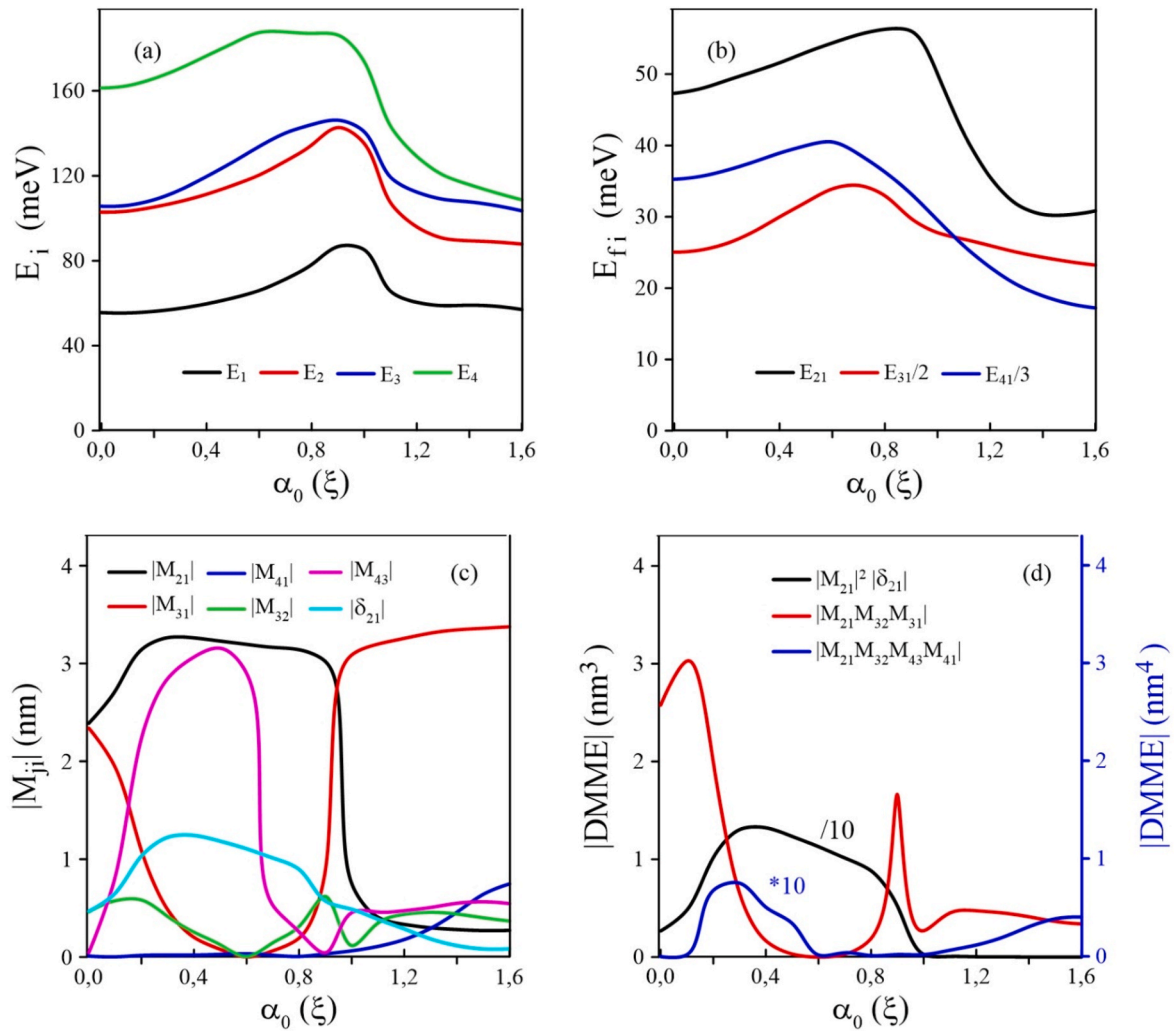 (a)
160
120
80
40
0
E_i (meV)
E₁ E₂ E₃ E₄
0,0 0,4 0,8 1,2 1,6
α₀ (ξ)
(b)
50
40
30
20
10
0
E_{fi} (meV)
E₂₁ E₃₁/2 E₄₁/3
0,0 0,4 0,8 1,2 1,6
α₀ (ξ)
(c)
|M₂₁| |M₄₁| |M₄₃|
|M₃₁| |M₃₂| |δ₂₁|
4
3
2
1
0
|M_{ji}| (nm)
0,0 0,4 0,8 1,2 1,6
α₀ (ξ)
(d)
|M₂₁|² |δ₂₁|
|M₂₁M₃₂M₃₁|
|M₂₁M₃₂M₄₃M₄₁|
4
3
2
1
0
|DMME| (nm³)
/10
*10
4
3
2
1
0
|DMME| (nm⁴)
0,0 0,4 0,8 1,2 1,6
α₀ (ξ)